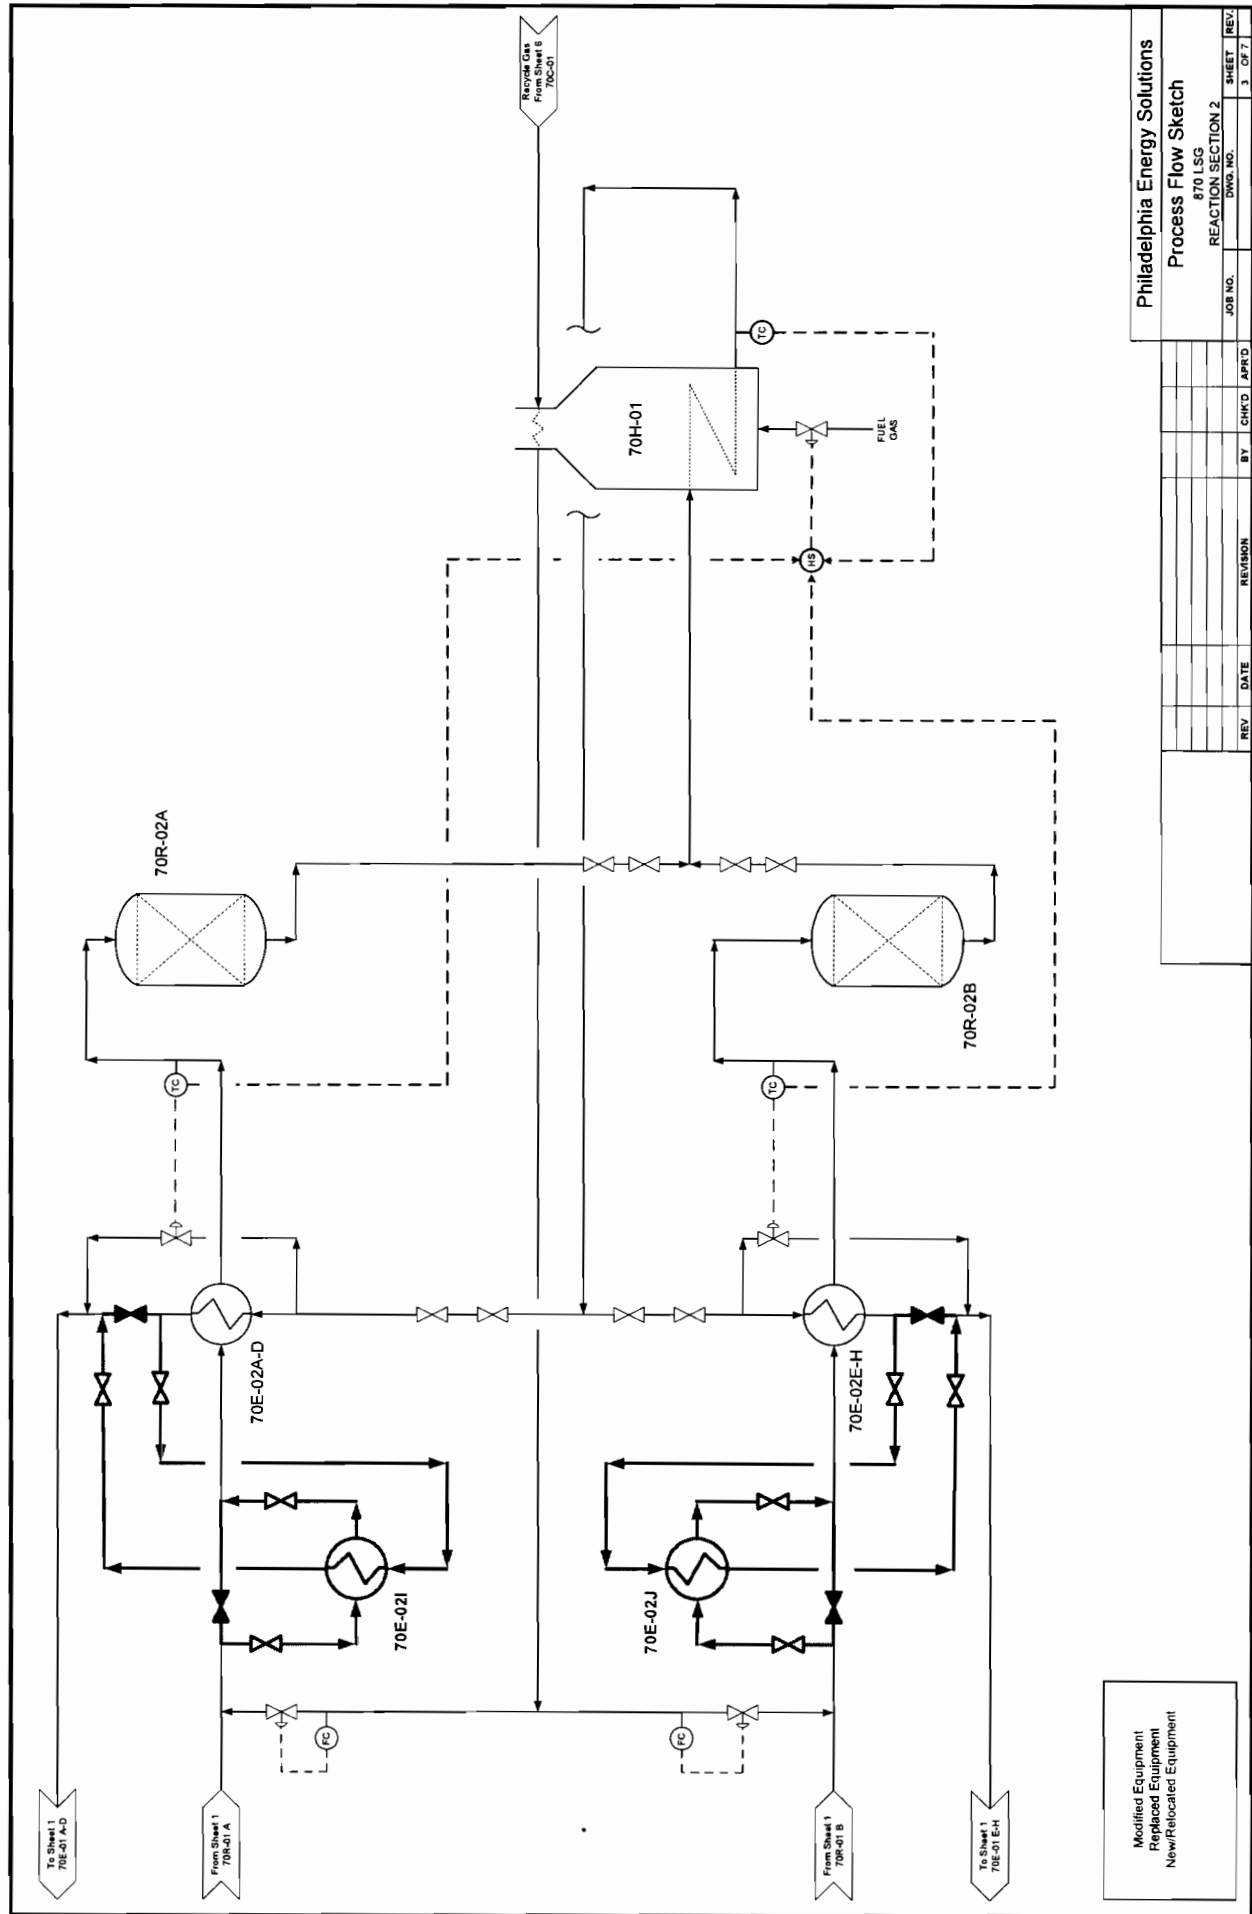 To Sheet 1
70E-01 A-D
From Sheet 1
70R-01 A
From Sheet 1
70R-01 B
To Sheet 1
70E-01 E-H
Recycle Gas
From Sheet 6
70C-01
FC
FC
70E-02I
70E-02J
70E-02A-D
70E-02E-H
TC
TC
70R-02A
70R-02B
HS
70H-01
TC
FUEL
GAS
Modified Equipment
Replaced Equipment
New/Relocated Equipment
REV
DATE
REVISION
BY
CHK'D
APR'D
Philadelphia Energy Solutions
Process Flow Sketch
870 LSG
REACTION SECTION 2
JOB NO.
DWG. NO.
SHEET
REV.
3 OF 7